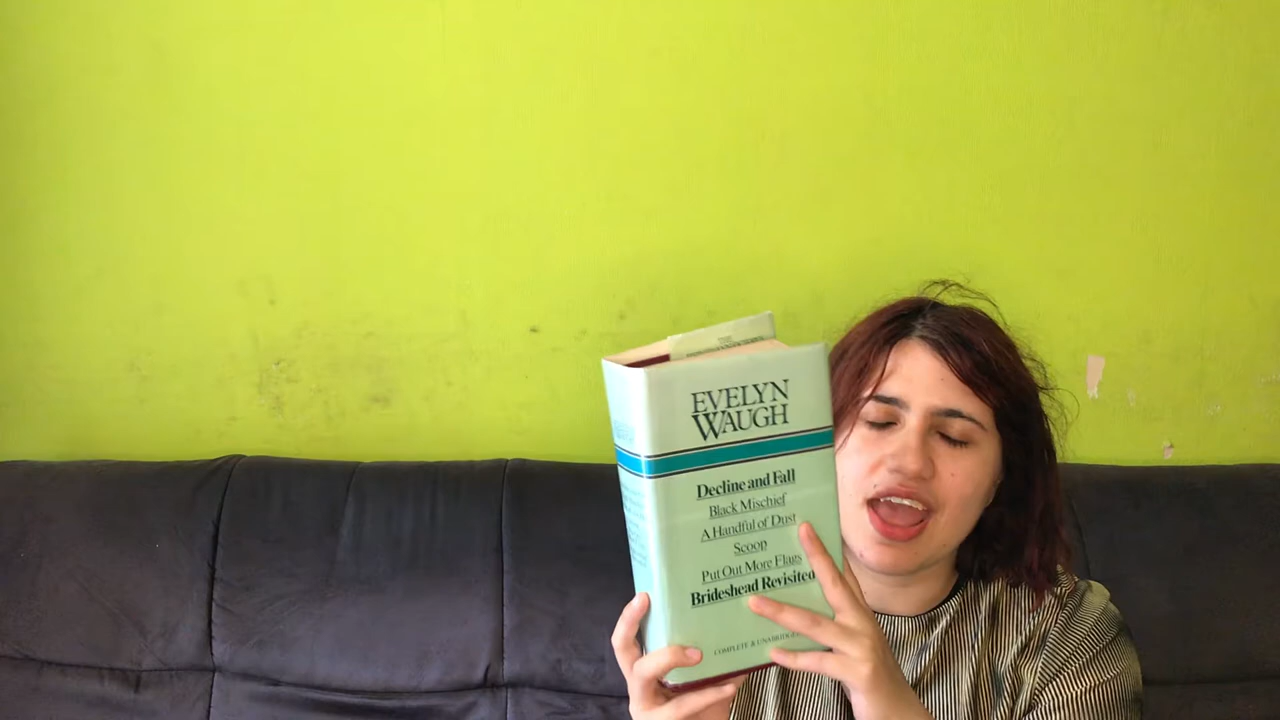 EVELYN
WAUGH
Decline and Fall
Black Mischief
A Handful of Dust
Scoop
Put Out More Flags
Brideshead Revisited
COMPLETE & UNABRIDGED